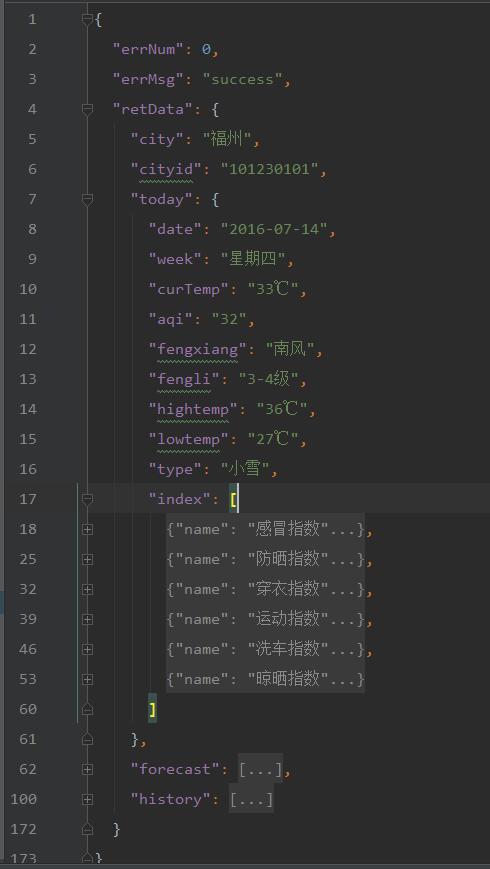 1 {
2 "errNum": 0,
3 "errMsg": "success",
4 "retData": {
5 "city": "福州",
6 "cityid": "101230101",
7 "today": {
8 "date": "2016-07-14",
9 "week": "星期四",
10 "curTemp": "33℃",
11 "aqi": "32",
12 "fengxiang": "南风",
13 "fengli": "3-4级",
14 "hightemp": "36℃",
15 "lowtemp": "27℃",
16 "type": "小雪",
17 "index": [
18 {"name": "感冒指数"...},
25 {"name": "防晒指数"...},
32 {"name": "穿衣指数"...},
39 {"name": "运动指数"...},
46 {"name": "洗车指数"...},
53 {"name": "晾晒指数"...}
60 ]
61 },
62 "forecast": [...],
100 "history": [...]
172 }
173 }